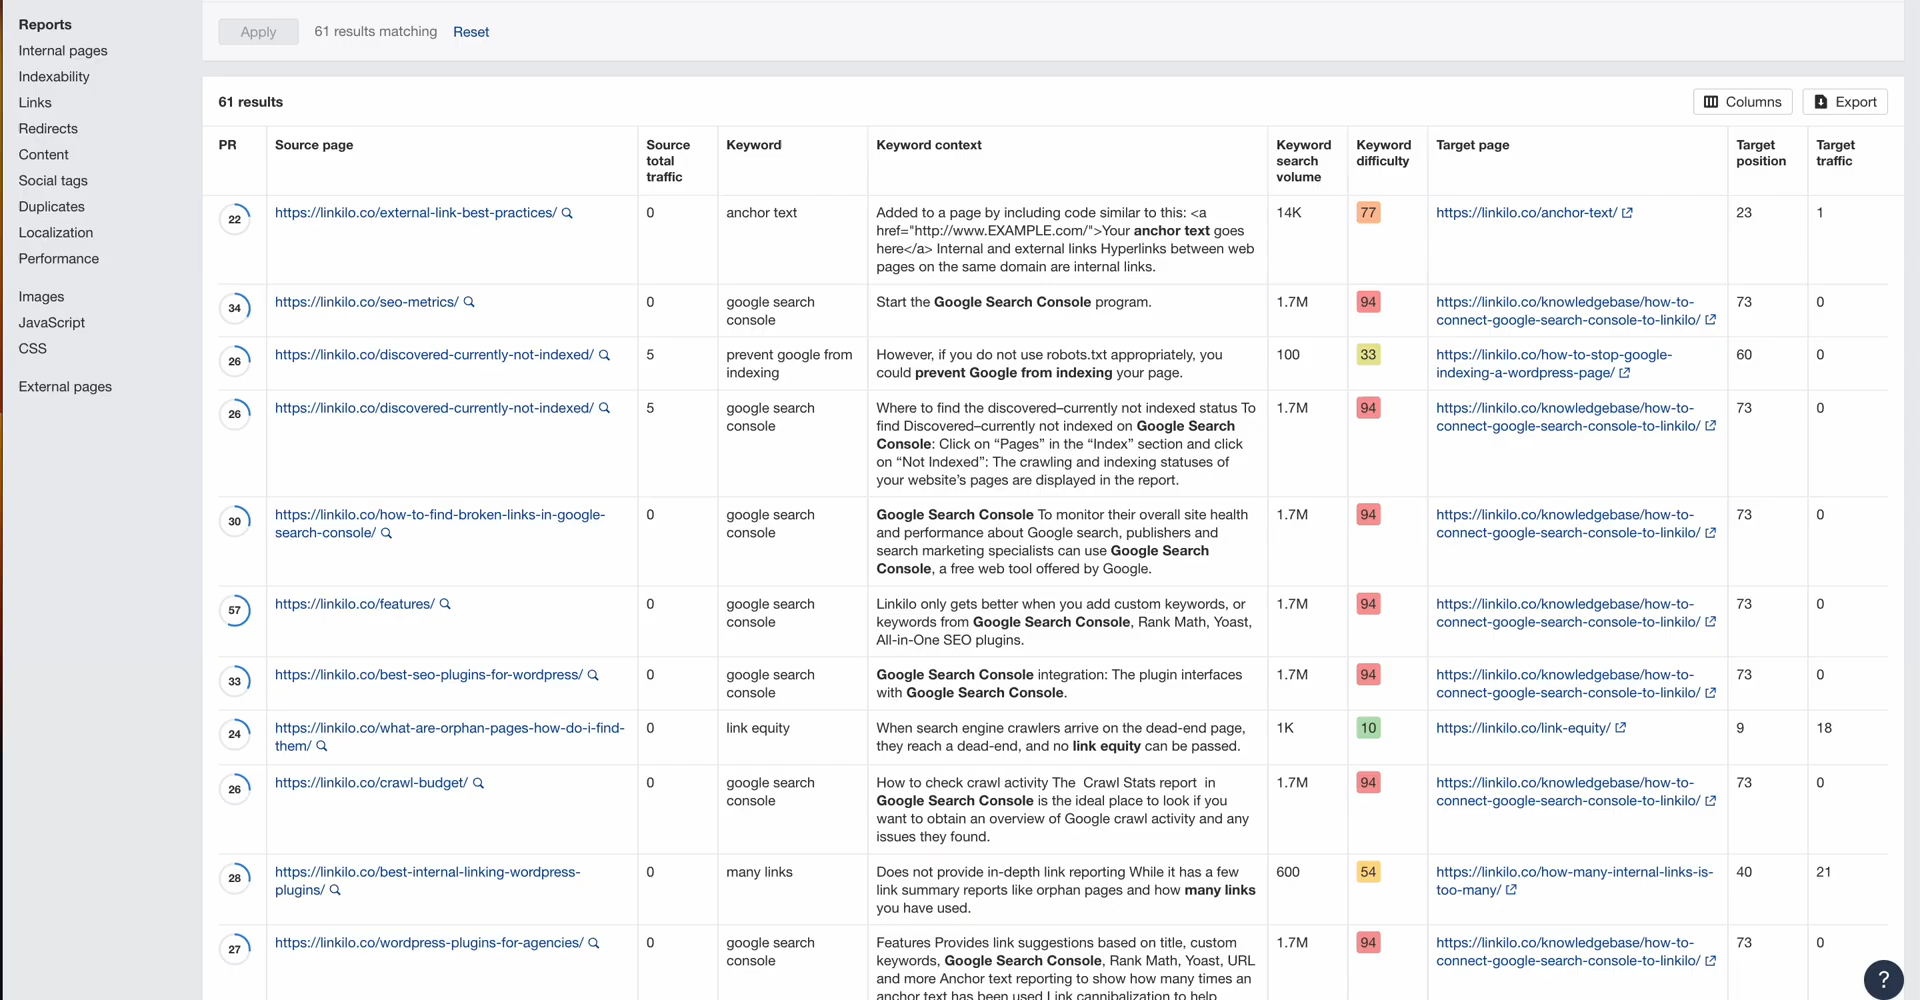 Reports
Internal pages
Indexability
Links
Redirects
Content
Social tags
Duplicates
Localization
Performance
Images
JavaScript
CSS
External pages
Apply
61 results matching
Reset
61 results
Columns
Export
PR
Source page
Source
total
traffic
Keyword
Keyword context
Keyword
search
volume
Keyword
difficulty
Target page
Target
position
Target
traffic
22
https://linkilo.co/external-link-best-practices/
0
anchor text
Added to a page by including code similar to this: <a
href="http://www.EXAMPLE.com/">Your anchor text goes
here</a> Internal and external links Hyperlinks between web
pages on the same domain are internal links.
14K
77
https://linkilo.co/anchor-text/
23
1
34
https://linkilo.co/seo-metrics/
0
google search
console
Start the Google Search Console program.
1.7M
94
https://linkilo.co/knowledgebase/how-to-
connect-google-search-console-to-linkilo/
73
0
26
https://linkilo.co/discovered-currently-not-indexed/
5
prevent google from
indexing
However, if you do not use robots.txt appropriately, you
could prevent Google from indexing your page.
100
33
https://linkilo.co/how-to-stop-google-
indexing-a-wordpress-page/
60
0
26
https://linkilo.co/discovered-currently-not-indexed/
5
google search
console
Where to find the discovered–currently not indexed status To
find Discovered–currently not indexed on Google Search
Console: Click on “Pages” in the “Index” section and click
on “Not Indexed”: The crawling and indexing statuses of
your website’s pages are displayed in the report.
1.7M
94
https://linkilo.co/knowledgebase/how-to-
connect-google-search-console-to-linkilo/
73
0
30
https://linkilo.co/how-to-find-broken-links-in-google-
search-console/
0
google search
console
Google Search Console To monitor their overall site health
and performance about Google search, publishers and
search marketing specialists can use Google Search
Console, a free web tool offered by Google.
1.7M
94
https://linkilo.co/knowledgebase/how-to-
connect-google-search-console-to-linkilo/
73
0
57
https://linkilo.co/features/
0
google search
console
Linkilo only gets better when you add custom keywords, or
keywords from Google Search Console, Rank Math, Yoast,
All-in-One SEO plugins.
1.7M
94
https://linkilo.co/knowledgebase/how-to-
connect-google-search-console-to-linkilo/
73
0
33
https://linkilo.co/best-seo-plugins-for-wordpress/
0
google search
console
Google Search Console integration: The plugin interfaces
with Google Search Console.
1.7M
94
https://linkilo.co/knowledgebase/how-to-
connect-google-search-console-to-linkilo/
73
0
24
https://linkilo.co/what-are-orphan-pages-how-do-i-find-
them/
0
link equity
When search engine crawlers arrive on the dead-end page,
they reach a dead-end, and no link equity can be passed.
1K
10
https://linkilo.co/link-equity/
9
18
26
https://linkilo.co/crawl-budget/
0
google search
console
How to check crawl activity The Crawl Stats report in
Google Search Console is the ideal place to look if you
want to obtain an overview of Google crawl activity and any
issues they found.
1.7M
94
https://linkilo.co/knowledgebase/how-to-
connect-google-search-console-to-linkilo/
73
0
28
https://linkilo.co/best-internal-linking-wordpress-
plugins/
0
many links
Does not provide in-depth link reporting While it has a few
link summary reports like orphan pages and how many links
you have used.
600
54
https://linkilo.co/how-many-internal-links-is-
too-many/
40
21
27
https://linkilo.co/wordpress-plugins-for-agencies/
0
google search
console
Features Provides link suggestions based on title, custom
keywords, Google Search Console, Rank Math, Yoast, URL
and more Anchor text reporting to show how many times an
anchor text has been used Link cannibalization to help
1.7M
94
https://linkilo.co/knowledgebase/how-to-
connect-google-search-console-to-linkilo/
73
0
?